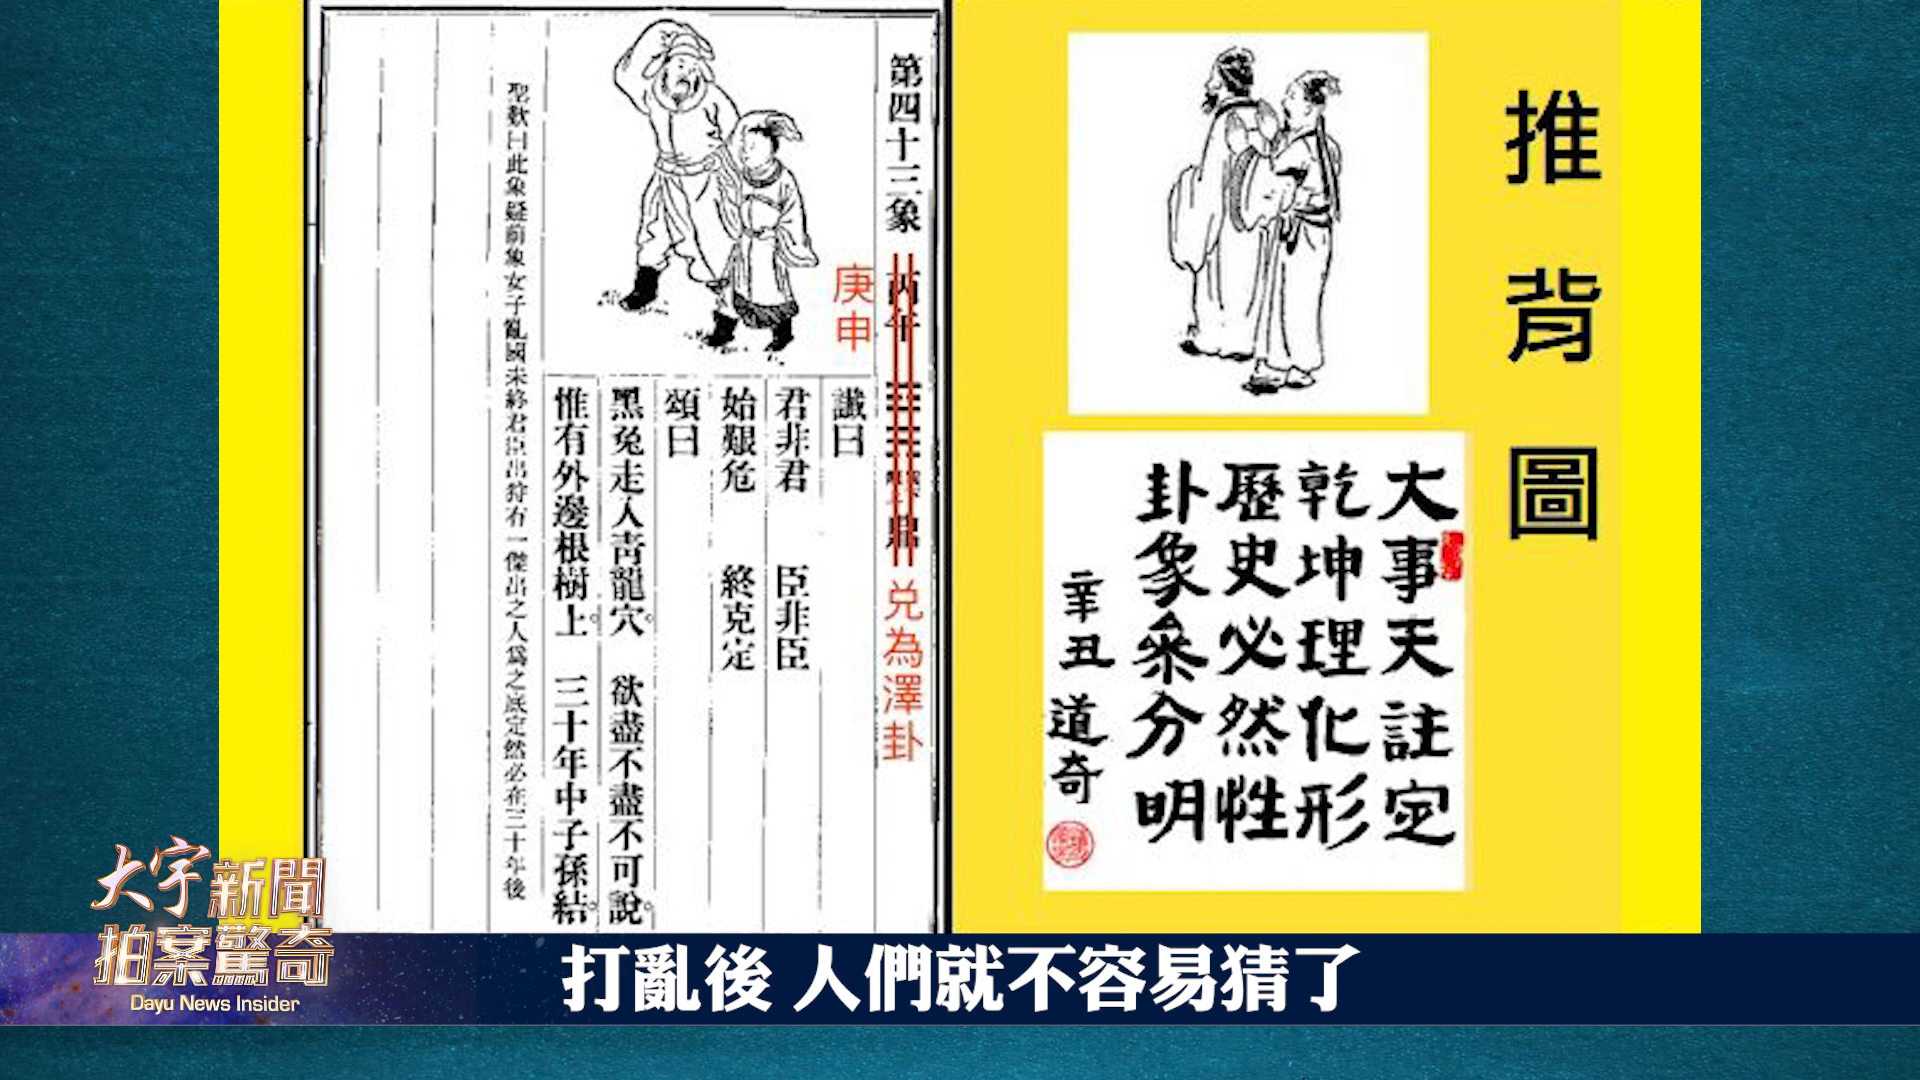 推背圖
大事天註定
乾坤理化形
歷史必然性
卦象系分明
辛丑 道奇
第四十三象
庚申
兑為澤卦
讖曰
君非君 臣非臣
始艱危 終克定
頌曰
黑兔走入青龍穴。 欲盡不盡不可說。
惟有外邊根樹上。 三十年中子孫結。
聖歎曰此象疑前象女子亂國未終君臣出狩有一傑出之人為之底定然必在三十年後
打亂後 人們就不容易猜了
大宇新聞
拍案驚奇
Dayu News Insider